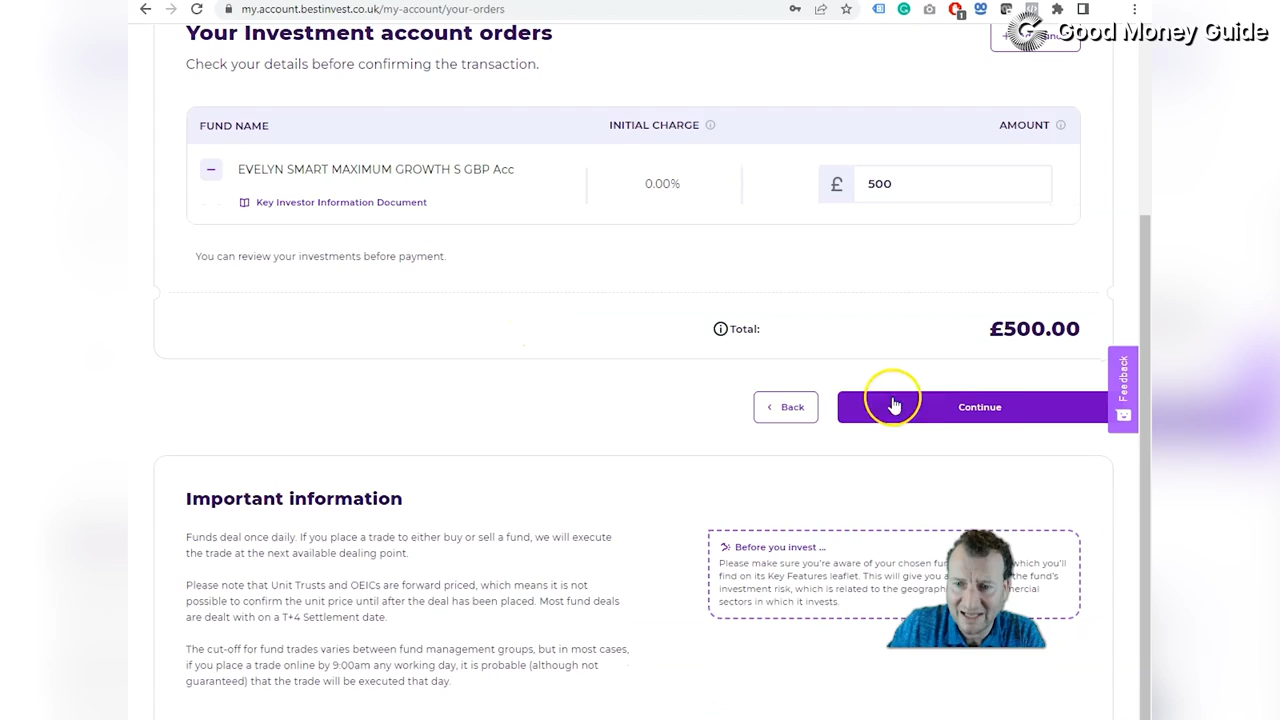 my.account.bestinvest.co.uk/my-account/your-orders
Good Money Guide
Your Investment account orders
Check your details before confirming the transaction.
FUND NAME INITIAL CHARGE AMOUNT
EVELYN SMART MAXIMUM GROWTH S GBP Acc 0.00% £ 500
Key Investor Information Document
You can review your investments before payment.
Total: £500.00
Feedback
Back Continue
Important information
Funds deal once daily. If you place a trade to either buy or sell a fund, we will execute
the trade at the next available dealing point.
Please note that Unit Trusts and OEICs are forward priced, which means it is not
possible to confirm the unit price until after the deal has been placed. Most fund deals
are dealt with on a T+4 Settlement date.
The cut-off for fund trades varies between fund management groups, but in most cases,
if you place a trade online by 9:00am any working day, it is probable (although not
guaranteed) that the trade will be executed that day.
Before you invest ...
Please make sure you're aware of your chosen which you'll
find on its Key Features leaflet. This will give you the fund's
investment risk, which is related to the
sectors in which it invests.